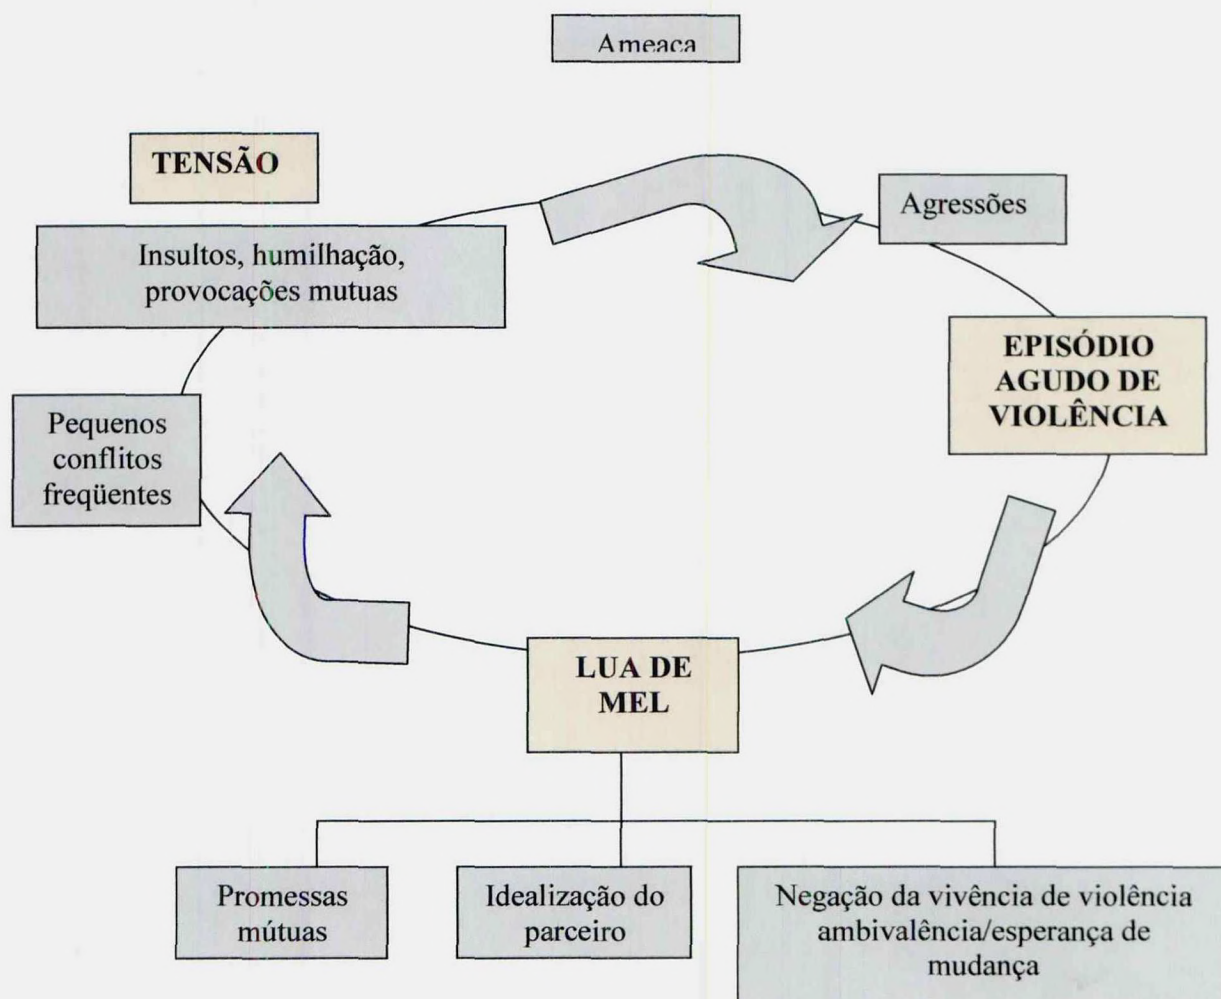 Ameaca
TENSÃO
Agressões
Insultos, humilhação,
provocações mutuas
EPISÓDIO
AGUDO DE
VIOLÊNCIA
Pequenos
conflitos
freqüentes
LUA DE
MEL
Promessas
mútuas
Idealização do
parceiro
Negação da vivência de violência
ambivalência/esperança de
mudança